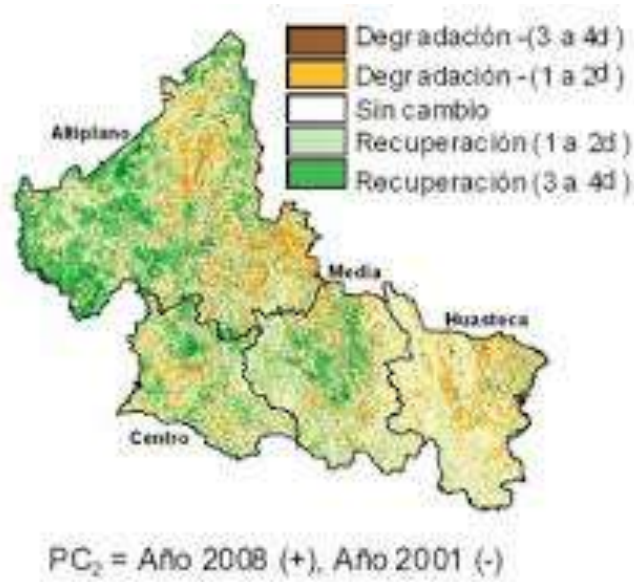 Degradación -(3 a 4d )
Degradación -(1 a 2d)
Sin cambio
Recuperación (1 a 2d)
Recuperación (3 a 4d)
Altiplano
Media
Huasteca
Centro
PC₂ = Año 2008 (+), Año 2001 (-)